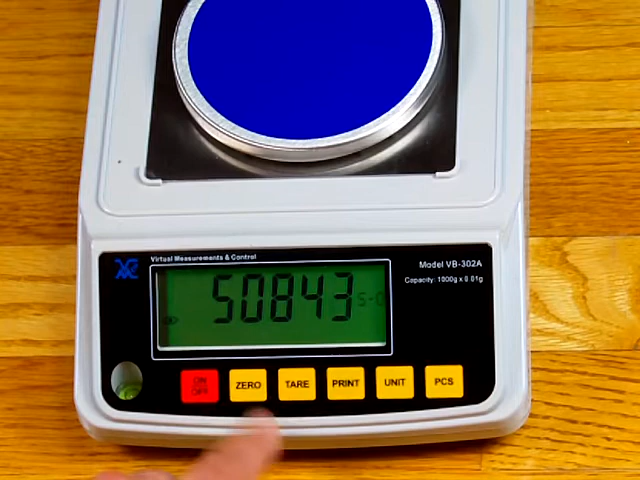 Virtual Measurements & Control
Model VB-302A
Capacity: 1000g x 0.01g
50843
ON
OFF
ZERO
TARE
PRINT
UNIT
PCS